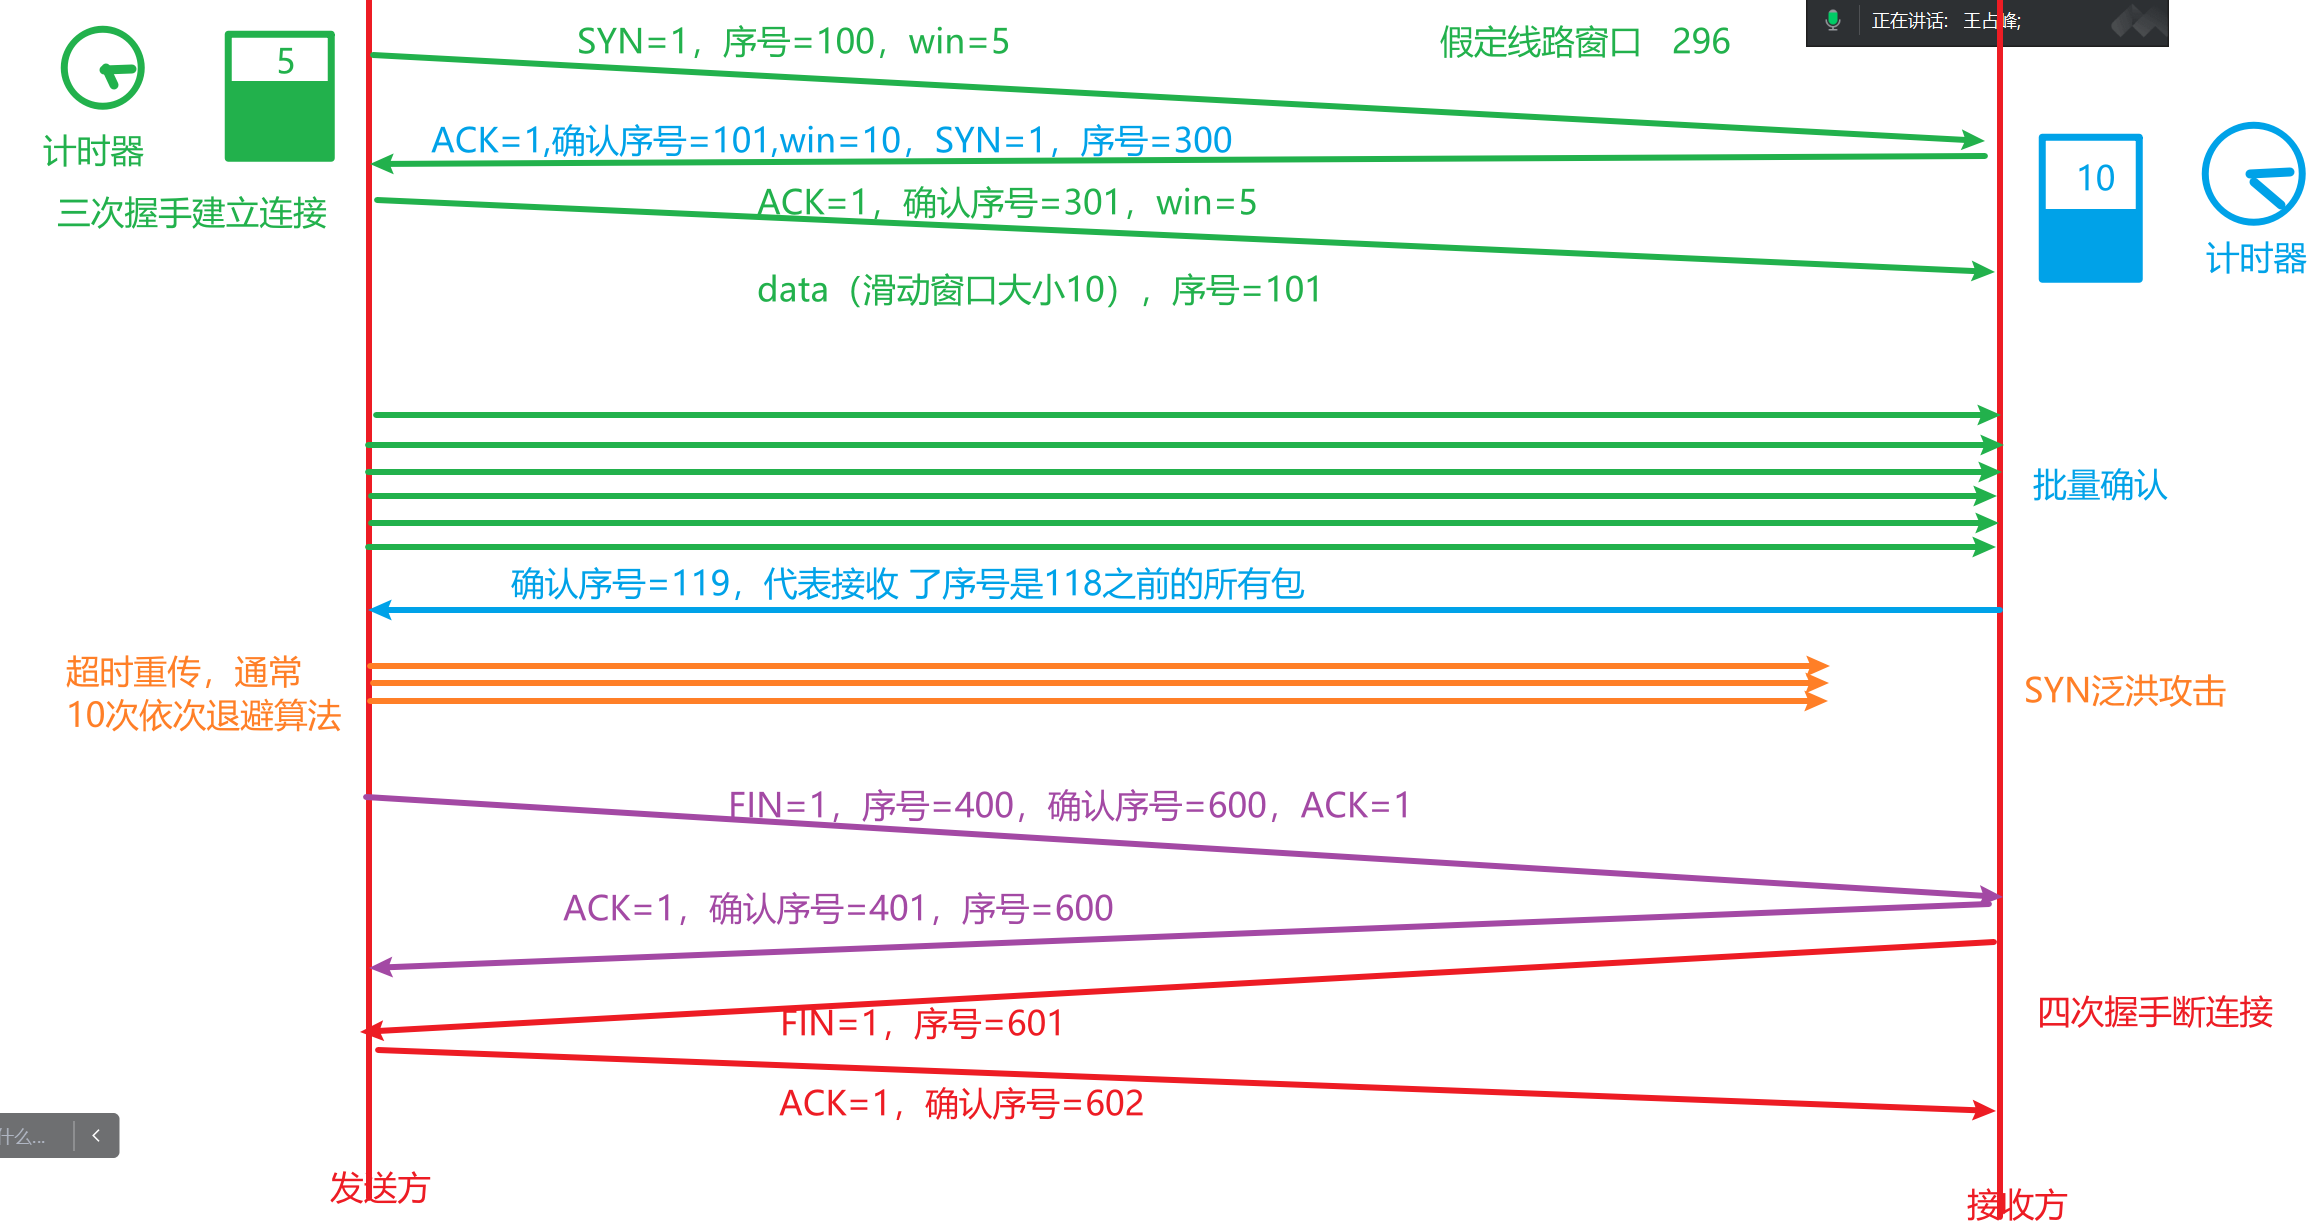 SYN=1，序号=100，win=5
假定线路窗口 296
正在讲话: 王占峰;
5
计时器
ACK=1,确认序号=101,win=10，SYN=1，序号=300
10
三次握手建立连接
ACK=1，确认序号=301，win=5
计时器
data（滑动窗口大小10），序号=101
批量确认
确认序号=119，代表接收 了序号是118之前的所有包
超时重传，通常
10次依次退避算法
SYN泛洪攻击
FIN=1，序号=400，确认序号=600，ACK=1
ACK=1，确认序号=401，序号=600
FIN=1，序号=601
四次握手断连接
ACK=1，确认序号=602
什么...
发送方
接收方